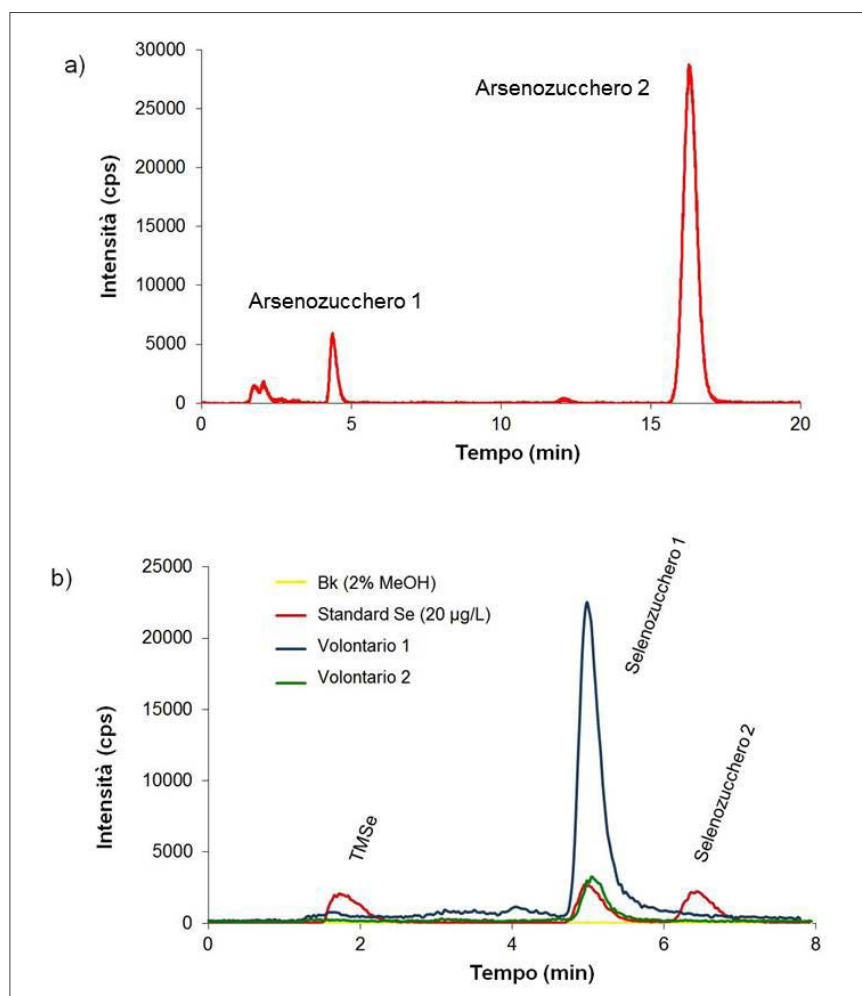 a)
30000
25000
20000
15000
10000
5000
0
Intensità (cps)
Arsenozucchero 1
Arsenozucchero 2
0 5 10 15 20
Tempo (min)
b)
25000
20000
15000
10000
5000
0
Intensità (cps)
Bk (2% MeOH)
Standard Se (20 µg/L)
Volontario 1
Volontario 2
TMSe
Selenozucchero 1
Selenozucchero 2
0 2 4 6 8
Tempo (min)